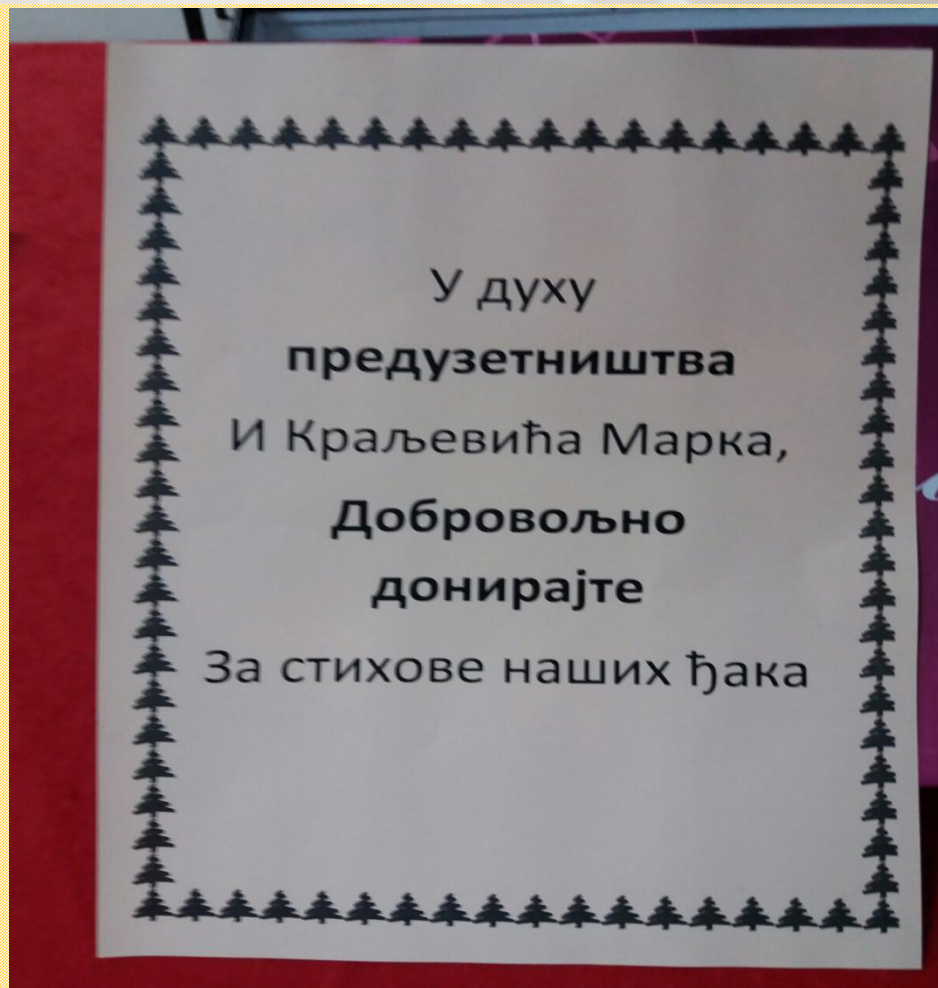 У духу
предузетништва
И Краљевића Марка,
Добровољно
донирајте
За стихове наших ђака